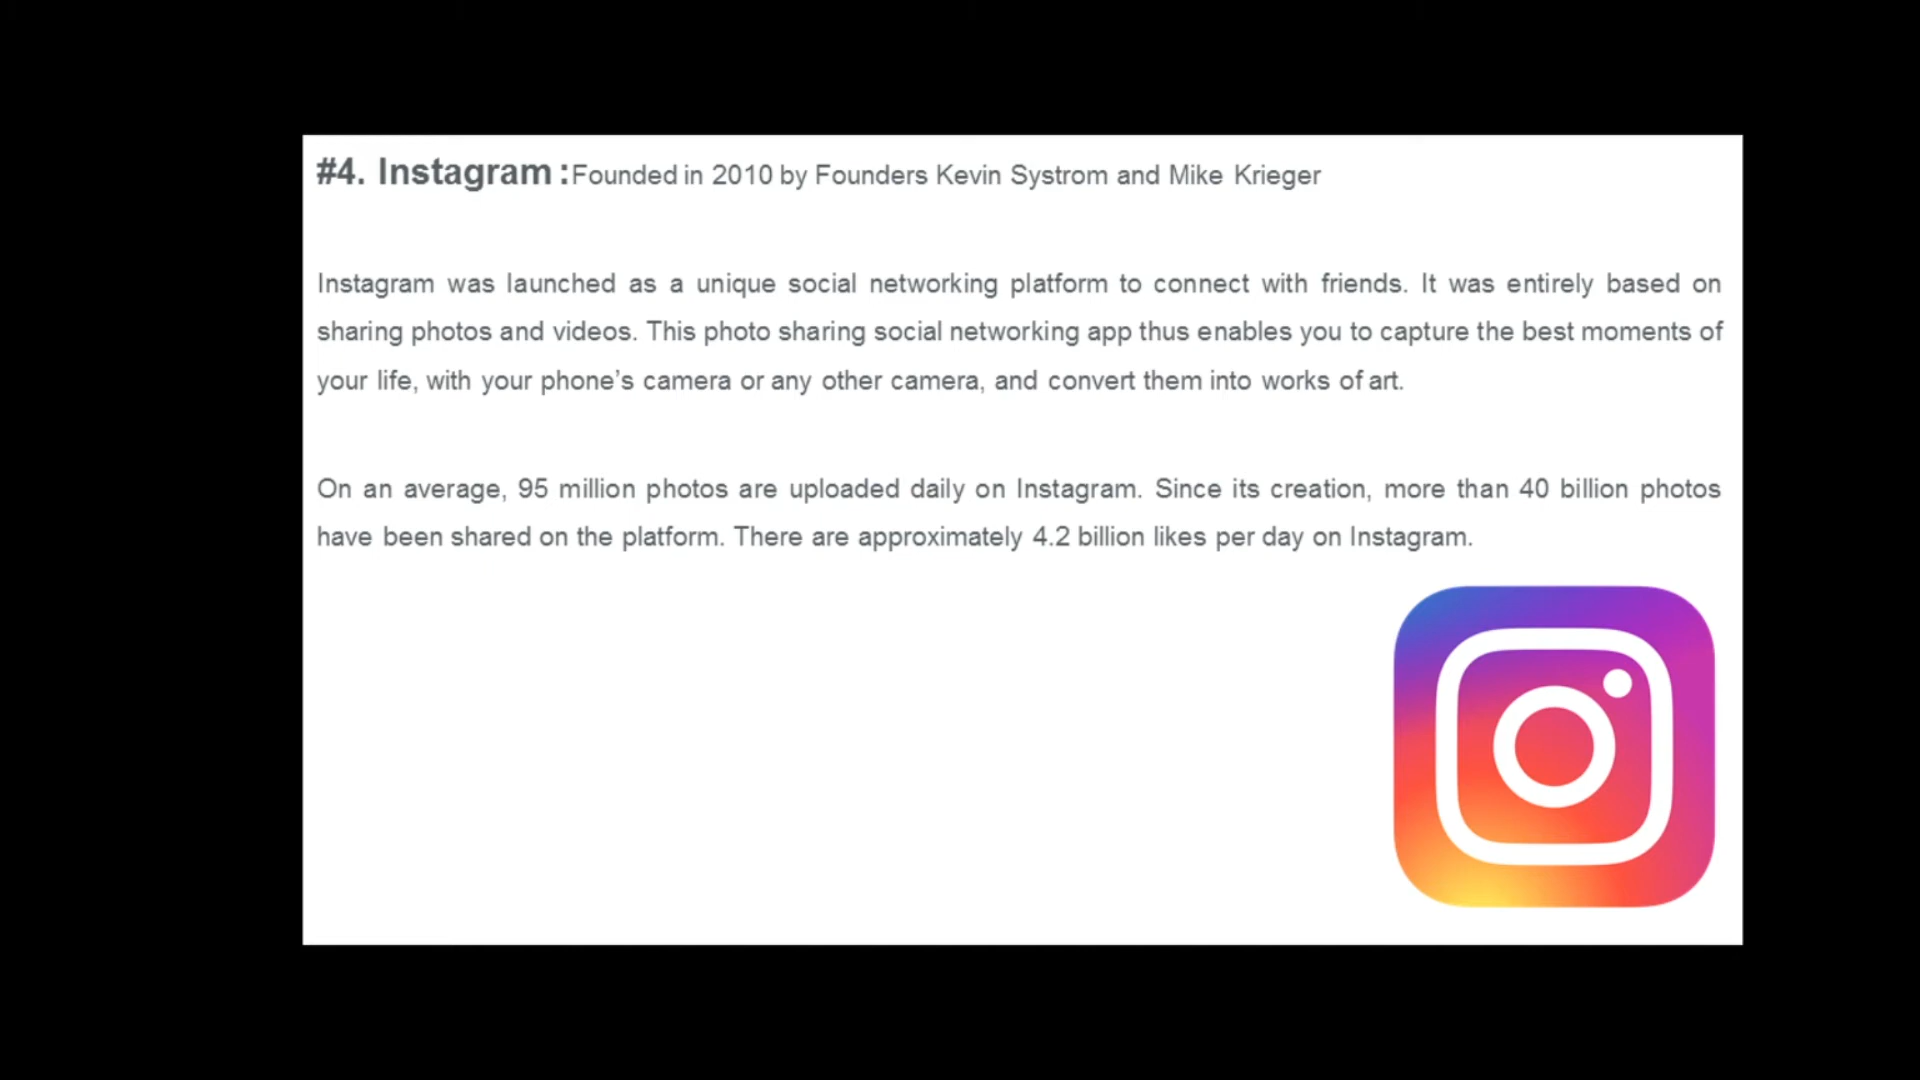 #4. Instagram :Founded in 2010 by Founders Kevin Systrom and Mike Krieger
Instagram was launched as a unique social networking platform to connect with friends. It was entirely based on
sharing photos and videos. This photo sharing social networking app thus enables you to capture the best moments of
your life, with your phone’s camera or any other camera, and convert them into works of art.
On an average, 95 million photos are uploaded daily on Instagram. Since its creation, more than 40 billion photos
have been shared on the platform. There are approximately 4.2 billion likes per day on Instagram.